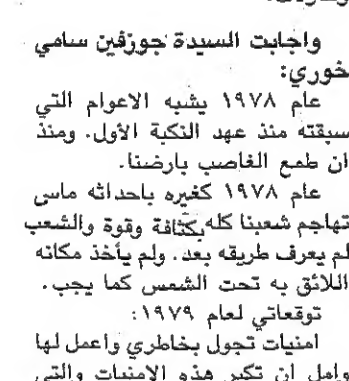 واجابت السيدة جوزفين سامي
خوري:
عام ١٩٧٨ يشبه الاعوام التي
سبقته منذ عهد النكبة الأول. ومنذ
ان طمع الغاصب بارضنا.
عام ١٩٧٨ كغيره باحداثه ماس
تهاجم شعبنا كله بكثافة وقوة والشعب
لم يعرف طريقه بعد. ولم يأخذ مكانه
اللائق به تحت الشمس كما يجب.
توقعاتي لعام ١٩٧٩:
امنيات تجول بخاطري واعمل لها
وامل ان تكبر هذه الامنيات والتي